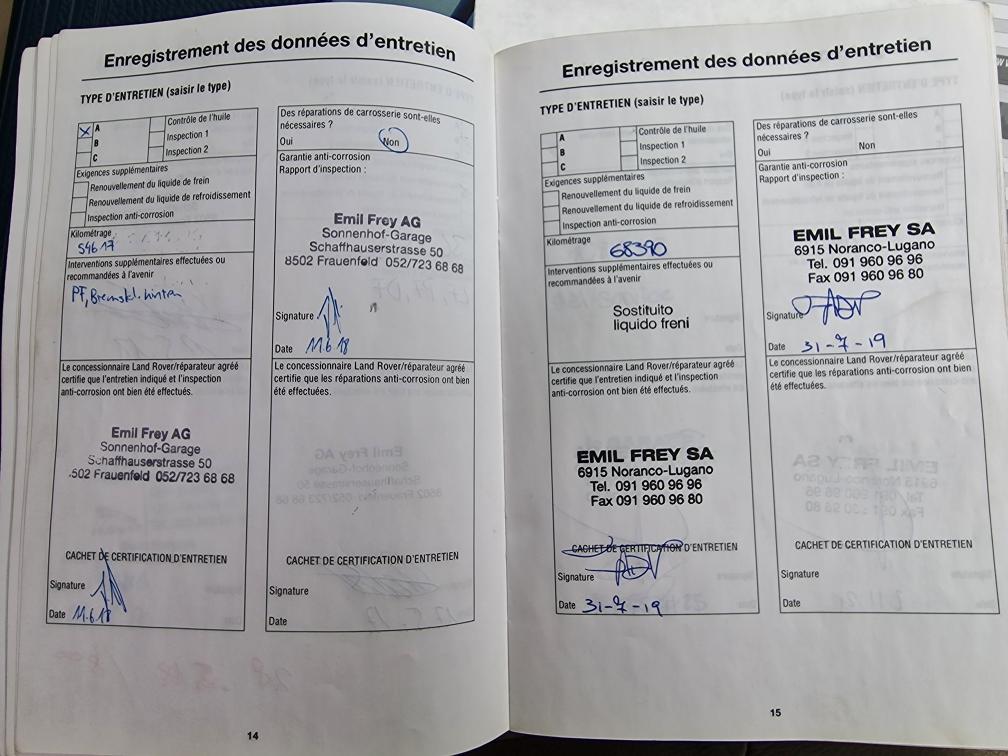 Enregistrement des données d'entretien
TYPE D'ENTRETIEN (saisir le type)
X A
B
C
Contrôle de l'huile
Inspection 1
Inspection 2
Exigences supplémentaires
Renouvellement du liquide de frein
Renouvellement du liquide de refroidissement
Inspection anti-corrosion
Kilométrage
54617
Interventions supplémentaires effectuées ou
recommandées à l'avenir
PF, Bremskl. hinten
Le concessionnaire Land Rover/réparateur agréé
certifie que l'entretien indiqué et l'inspection
anti-corrosion ont bien été effectués.
Emil Frey AG
Sonnenhof-Garage
Schaffhauserstrasse 50
.502 Frauenfeld 052/723 68 68
CACHET DE CERTIFICATION D'ENTRETIEN
Signature
Date 11.6.18
Des réparations de carrosserie sont-elles
nécessaires ?
Oui Non
Garantie anti-corrosion
Rapport d'inspection :
Emil Frey AG
Sonnenhof-Garage
Schaffhauserstrasse 50
8502 Frauenfeld 052/723 68 68
Signature
Date 11.6.18
Le concessionnaire Land Rover/réparateur agréé
certifie que les réparations anti-corrosion ont bien
été effectuées.
CACHET DE CERTIFICATION D'ENTRETIEN
Signature
Date
14
Enregistrement des données d'entretien
TYPE D'ENTRETIEN (saisir le type)
A
B
C
Contrôle de l'huile
Inspection 1
Inspection 2
Exigences supplémentaires
Renouvellement du liquide de frein
Renouvellement du liquide de refroidissement
Inspection anti-corrosion
Kilométrage
68390
Interventions supplémentaires effectuées ou
recommandées à l'avenir
Sostituito
liquido freni
Le concessionnaire Land Rover/réparateur agréé
certifie que l'entretien indiqué et l'inspection
anti-corrosion ont bien été effectués.
EMIL FREY SA
6915 Noranco-Lugano
Tel. 091 960 96 96
Fax 091 960 96 80
CACHET DE CERTIFICATION D'ENTRETIEN
Signature
Date 31-7-19
Des réparations de carrosserie sont-elles
nécessaires ?
Oui Non
Garantie anti-corrosion
Rapport d'inspection :
EMIL FREY SA
6915 Noranco-Lugano
Tel. 091 960 96 96
Fax 091 960 96 80
Signature
Date 31-7-19
Le concessionnaire Land Rover/réparateur agréé
certifie que les réparations anti-corrosion ont bien
été effectuées.
CACHET DE CERTIFICATION D'ENTRETIEN
Signature
Date
15